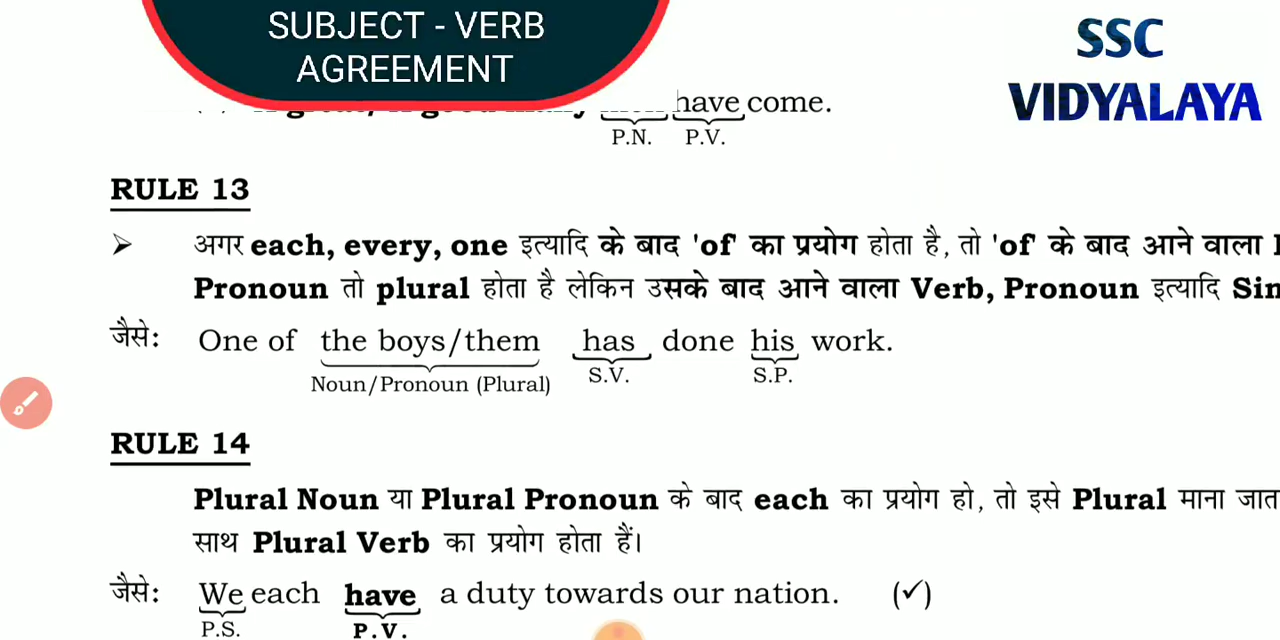 SUBJECT - VERB
AGREEMENT
SSC
VIDYALAYA
have come.
P.N. P.V.
RULE 13
➤ अगर each, every, one इत्यादि के बाद 'of' का प्रयोग होता है, तो 'of' के बाद आने वाला
Pronoun तो plural होता है लेकिन उसके बाद आने वाला Verb, Pronoun इत्यादि Sin
जैसे: One of the boys/them has done his work.
Noun/Pronoun (Plural) S.V. S.P.
RULE 14
Plural Noun या Plural Pronoun के बाद each का प्रयोग हो, तो इसे Plural माना जात
साथ Plural Verb का प्रयोग होता हैं।
जैसे: We each have a duty towards our nation. (✓)
P.S. P.V.